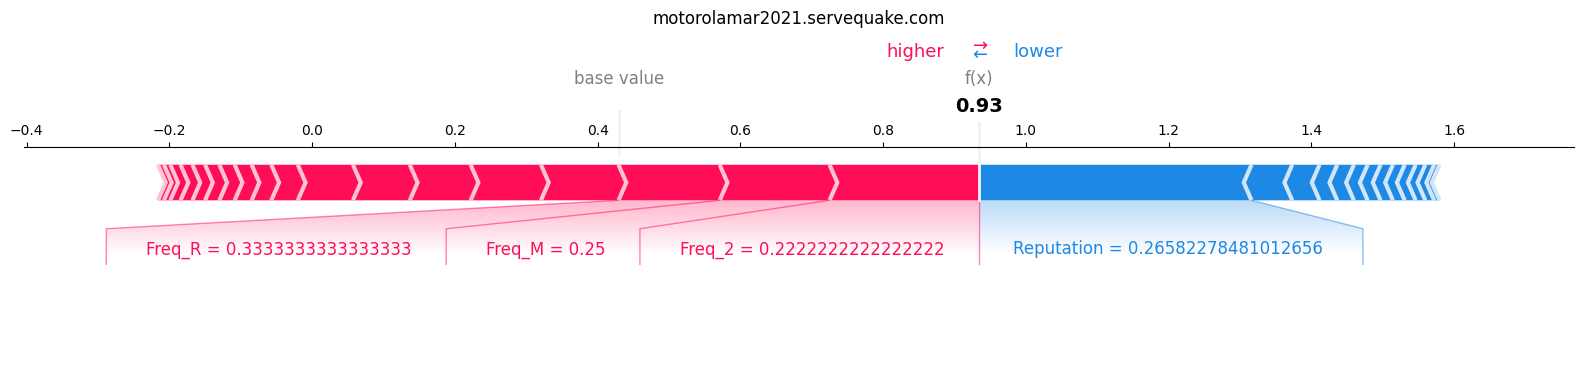 motorolamar2021.servequake.com
higher → ← lower
base value f(x)
0.93
−0.4 −0.2 0.0 0.2 0.4 0.6 0.8 1.0 1.2 1.4 1.6
Freq_R = 0.3333333333333333 Freq_M = 0.25 Freq_2 = 0.2222222222222222 Reputation = 0.26582278481012656